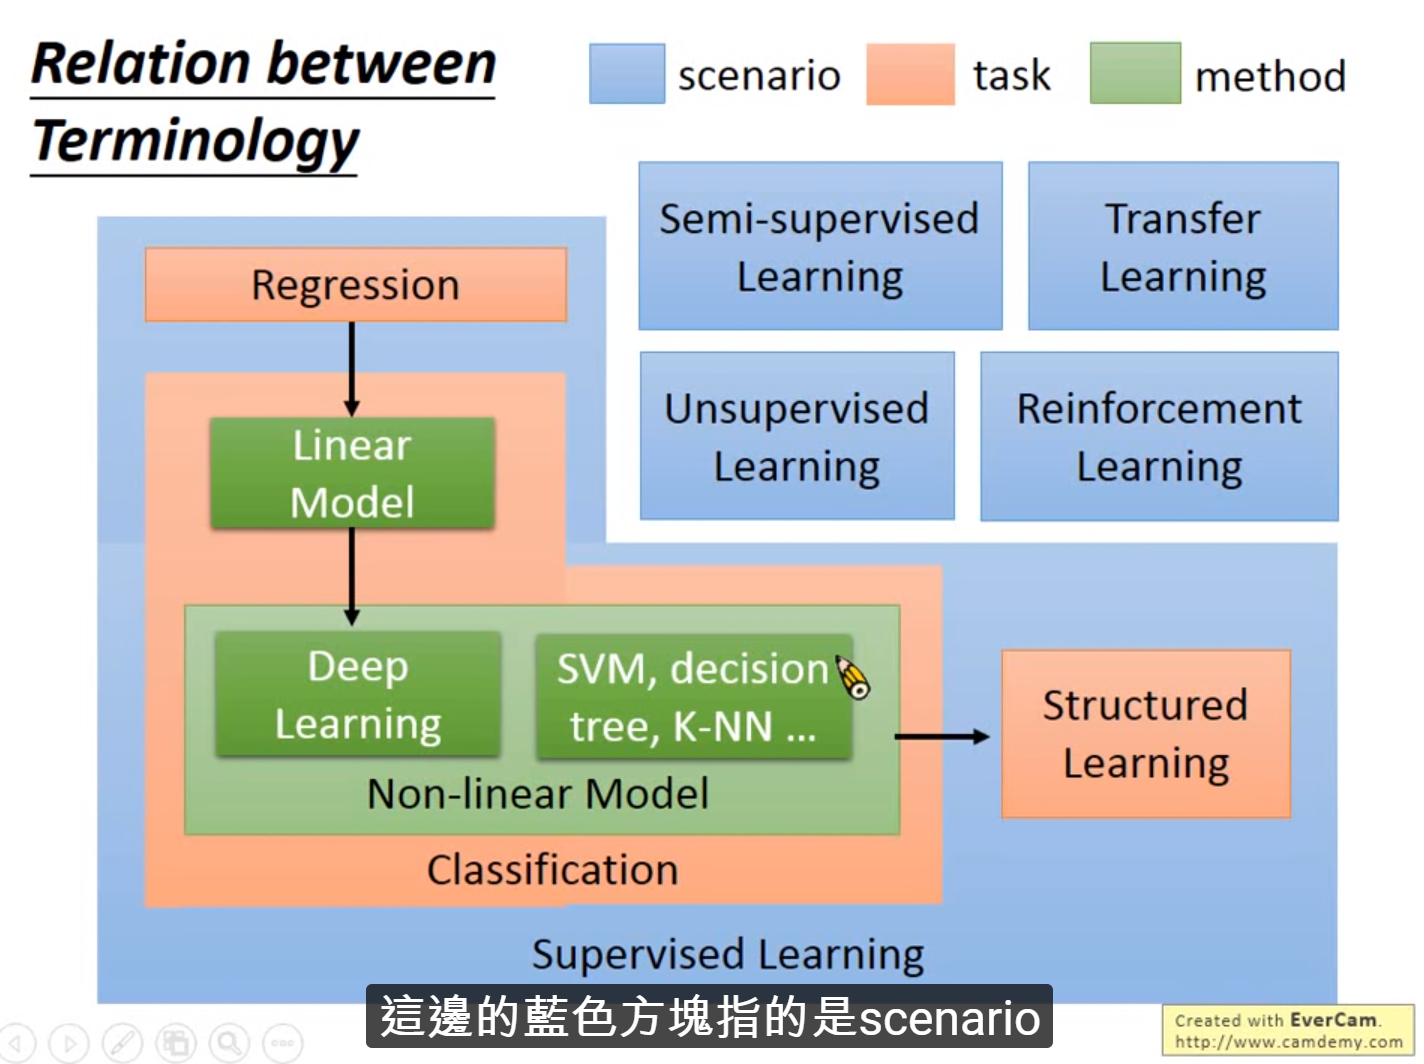 Relation between
Terminology
scenario
task
method
Semi-supervised
Learning
Transfer
Learning
Regression
Unsupervised
Learning
Reinforcement
Learning
Linear
Model
Deep
Learning
SVM, decision
tree, K-NN ...
Non-linear Model
Classification
Structured
Learning
Supervised Learning
這邊的藍色方塊指的是scenario
Created with EverCam.
http://www.camdemy.com